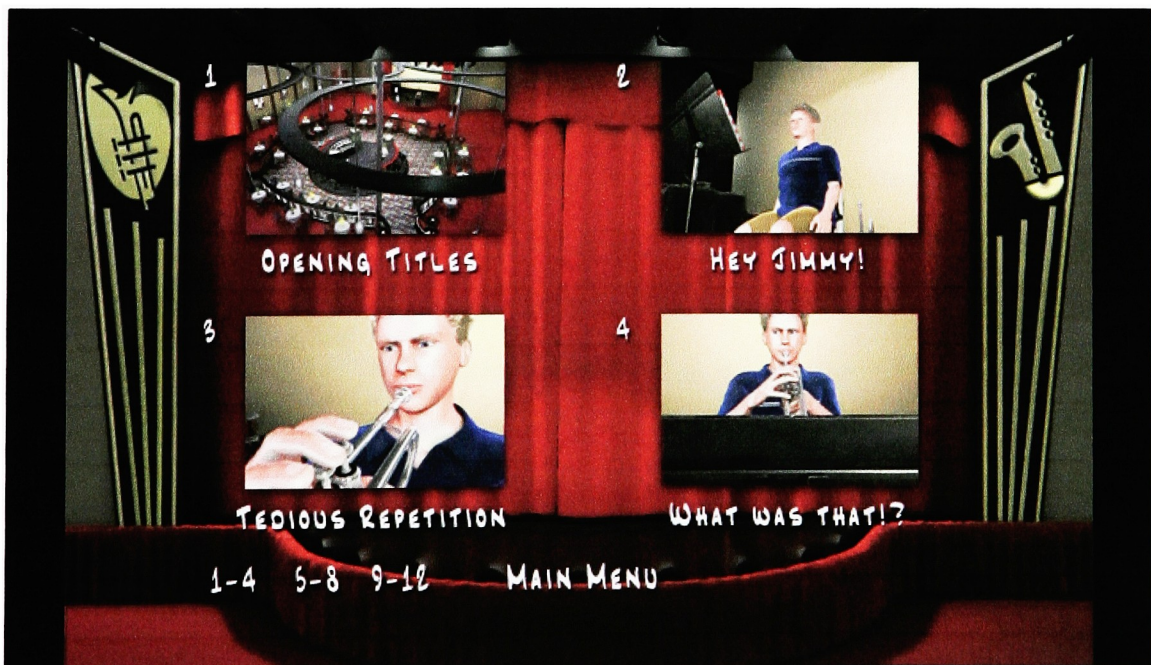 1
2
OPENING TITLES
HEY JIMMY!
3
4
TEDIOUS REPETITION
WHAT WAS THAT!?
1-4 5-8 9-12 MAIN MENU